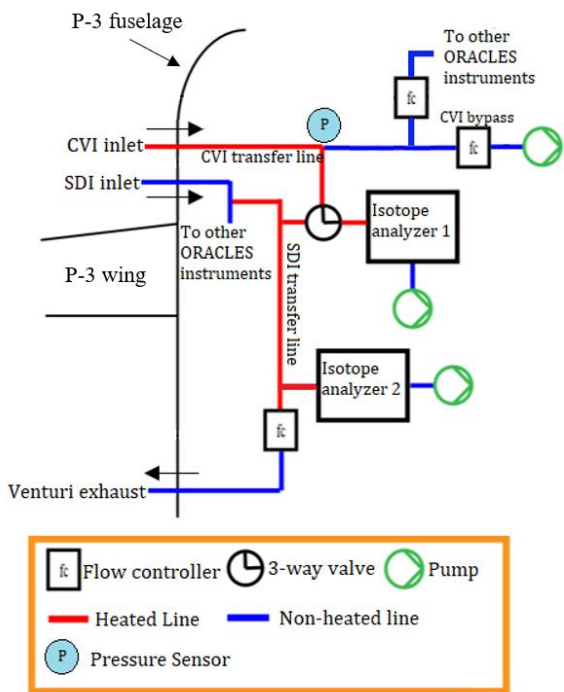 P-3 fuselage
To other
ORACLES
instruments
fc
P
CVI bypass
fc
CVI inlet
CVI transfer line
SDI inlet
Isotope
analyzer 1
To other
ORACLES
instruments
P-3 wing
SDI transfer line
Isotope
analyzer 2
fc
Venturi exhaust
fc Flow controller
3-way valve
Pump
Heated Line
Non-heated line
P Pressure Sensor